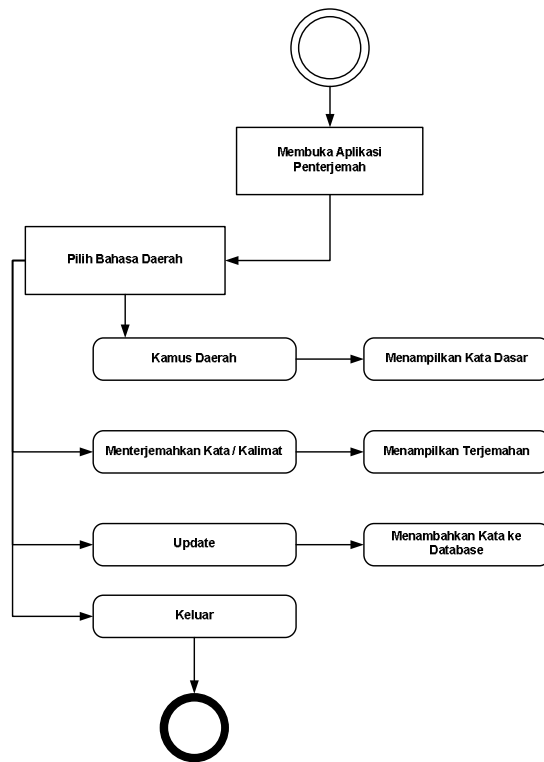 Membuka Aplikasi
Penterjemah
Pilih Bahasa Daerah
Kamus Daerah
Menampilkan Kata Dasar
Menterjemahkan Kata / Kalimat
Menampilkan Terjemahan
Update
Menambahkan Kata ke
Database
Keluar